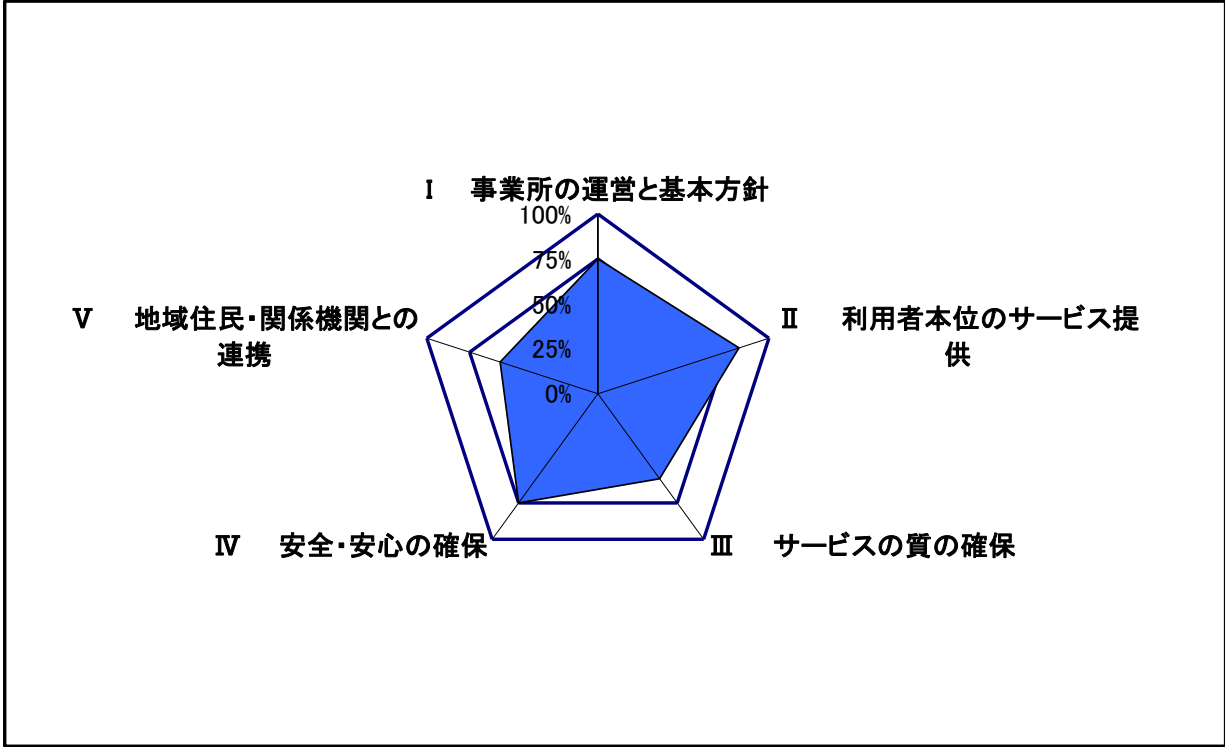 Ⅰ　事業所の運営と基本方針
100%
75%
50%
25%
0%
Ⅱ　利用者本位のサービス提
供
Ⅲ　サービスの質の確保
Ⅳ　安全・安心の確保
Ⅴ　地域住民・関係機関との
連携